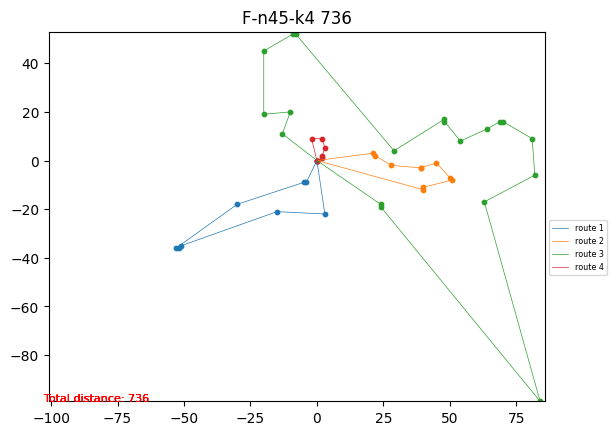 F-n45-k4 736
40
20
0
−20
−40
−60
−80
−100 −75 −50 −25 0 25 50 75
Total distance: 736
route 1
route 2
route 3
route 4